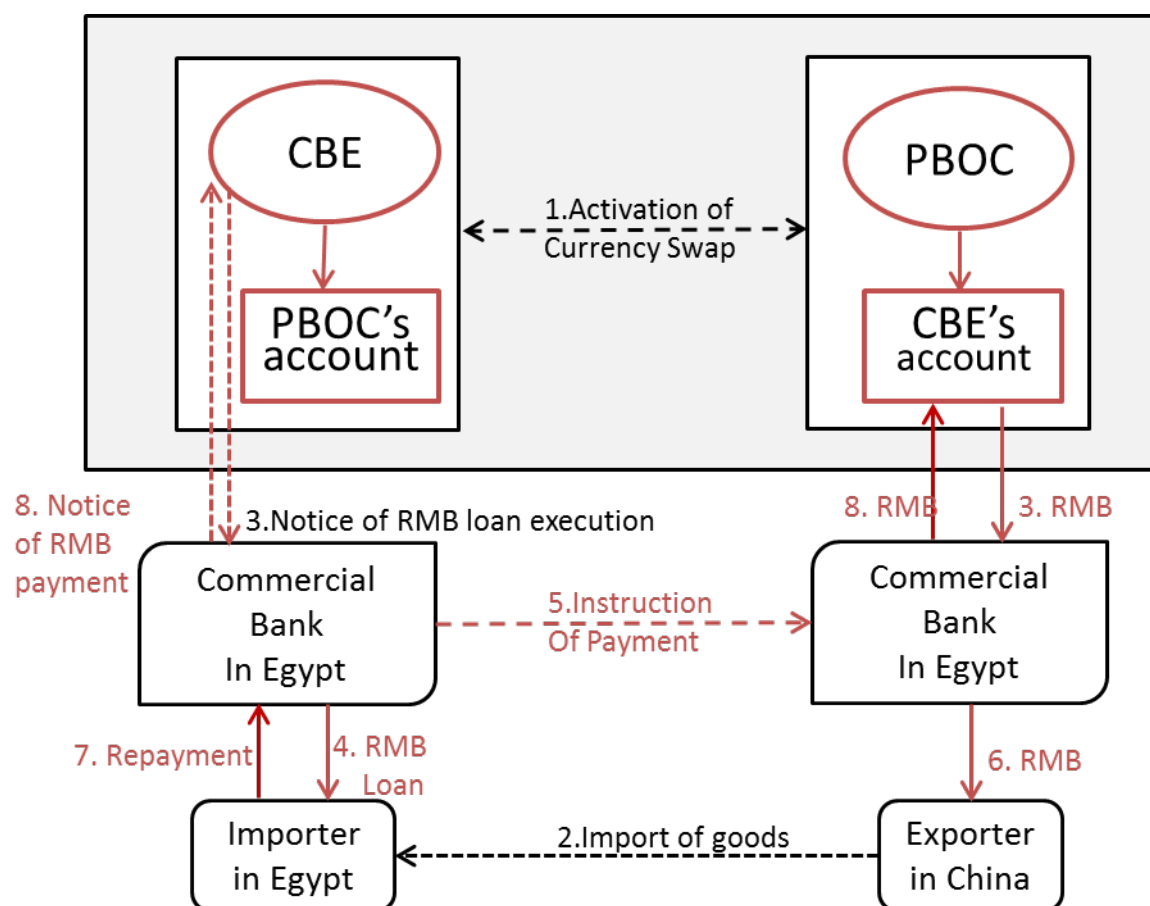 CBE
PBOC
1.Activation of
Currency Swap
PBOC's
account
CBE's
account
8. Notice
of RMB
payment
3.Notice of RMB loan execution
8. RMB
3. RMB
Commercial
Bank
In Egypt
5.Instruction
Of Payment
Commercial
Bank
In Egypt
7. Repayment
4. RMB
Loan
6. RMB
Importer
in Egypt
2.Import of goods
Exporter
in China